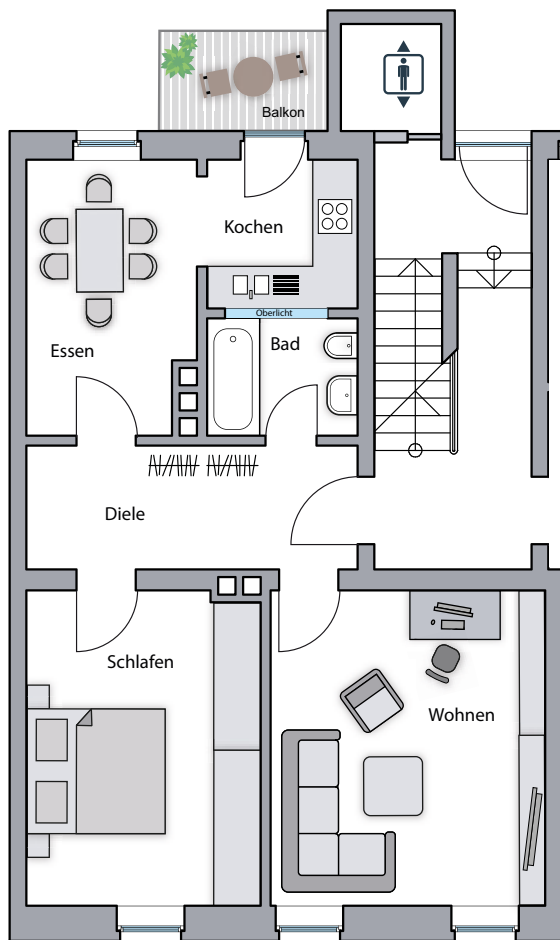 Balkon
Kochen
Oberlicht
Essen
Bad
Diele
Schlafen
Wohnen